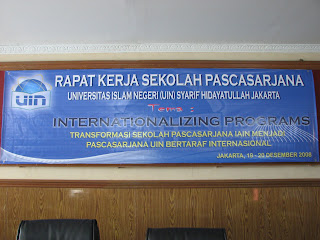 RAPAT KERJA SEKOLAH PASCASARJANA
UNIVERSITAS ISLAM NEGERI (UIN) SYARIF HIDAYATULLAH JAKARTA
UIN
Tema :
INTERNATIONALIZING PROGRAMS
TRANSFORMASI SEKOLAH PASCASARJANA IAIN MENJADI
PASCASARJANA UIN BERTARAF INTERNASIONAL
JAKARTA, 18 - 20 DESEMBER 2008